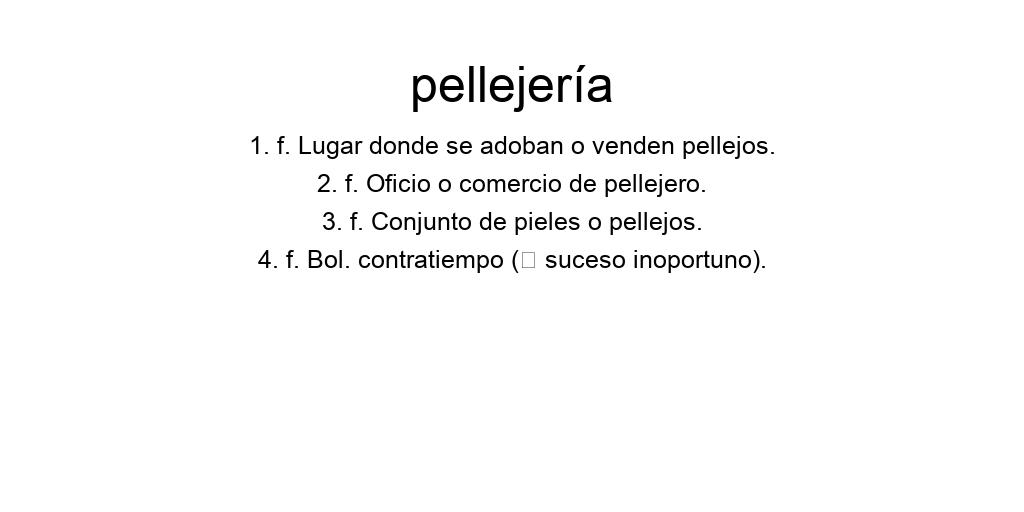 pellejería
1. f. Lugar donde se adoban o venden pellejos.
2. f. Oficio o comercio de pellejero.
3. f. Conjunto de pieles o pellejos.
4. f. Bol. contratiempo (□ suceso inoportuno).